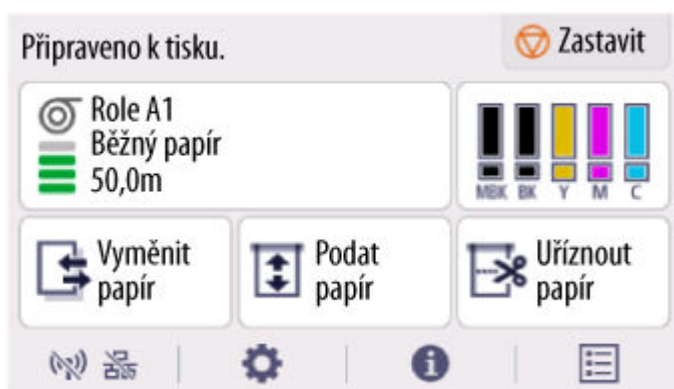 Připraveno k tisku.
Zastavit
Role A1
Běžný papír
50,0m
MBK BK Y M C
Vyměnit
papír
Podat
papír
Uříznout
papír